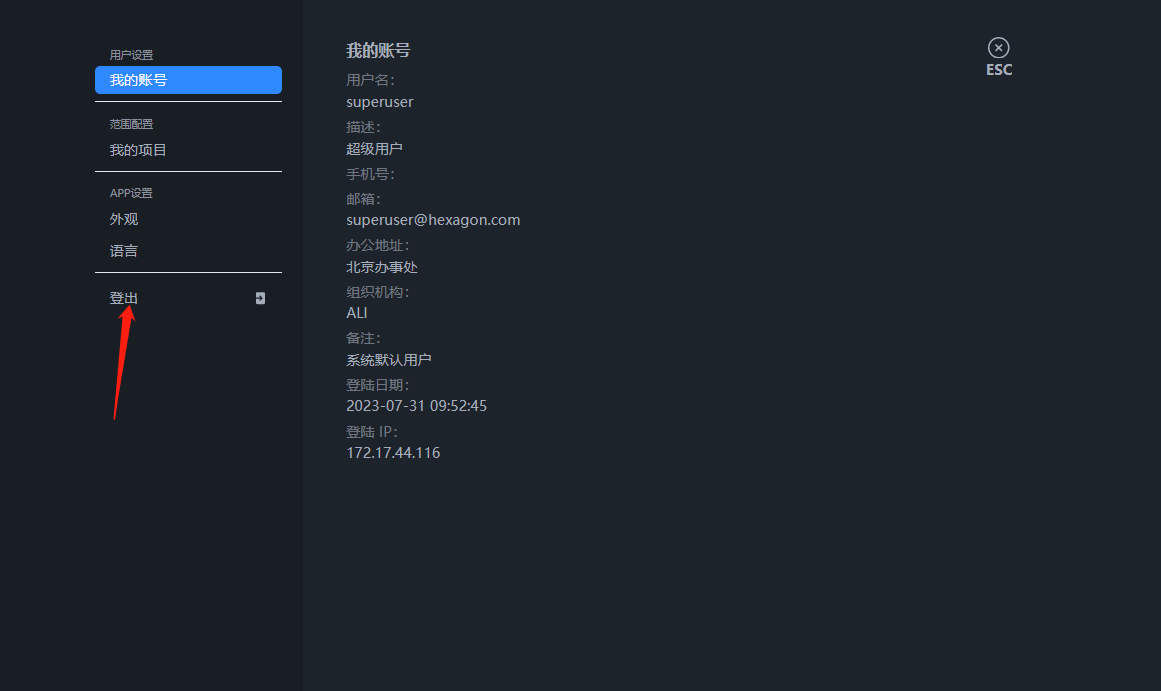 用户设置
我的账号
范围配置
我的项目
APP设置
外观
语言
登出
我的账号
用户名：
superuser
描述：
超级用户
手机号：
邮箱：
superuser@hexagon.com
办公地址：
北京办事处
组织机构：
ALI
备注：
系统默认用户
登陆日期：
2023-07-31 09:52:45
登陆 IP：
172.17.44.116
ESC